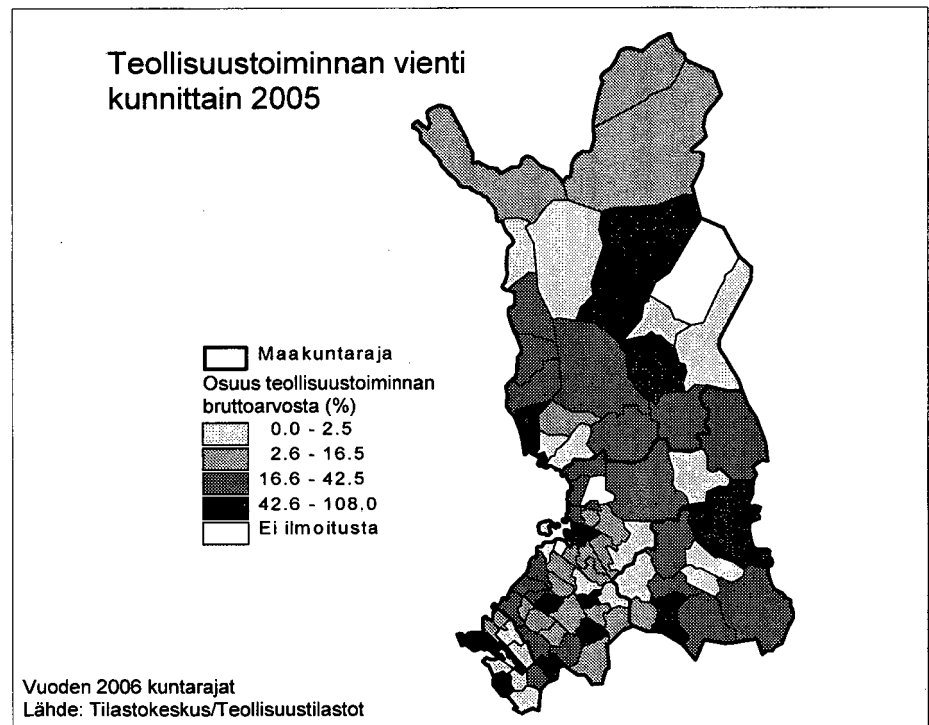 Teollisuustoiminnan vienti
kunnittain 2005
Maakuntaraja
Osuus teollisuustoiminnan
bruttoarvosta (%)
0.0 - 2.5
2.6 - 16.5
16.6 - 42.5
42.6 - 108.0
Ei ilmoitusta
Vuoden 2006 kuntarajat
Lähde: Tilastokeskus/Teollisuustilastot